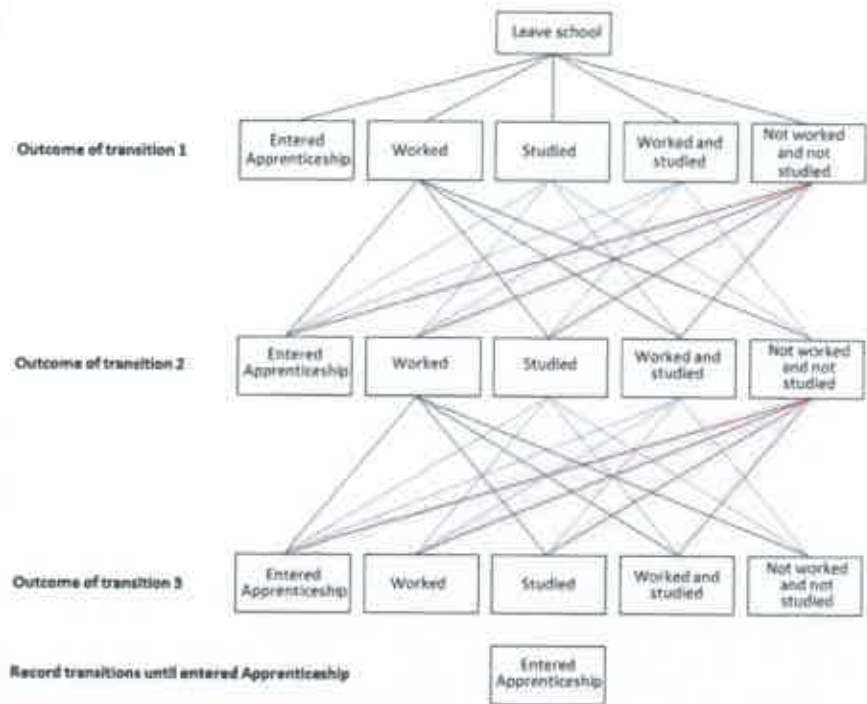 Leave school
Outcome of transition 1
Entered
Apprenticeship
Worked
Studied
Worked and
studied
Not worked
and not
studied
Outcome of transition 2
Entered
Apprenticeship
Worked
Studied
Worked and
studied
Not worked
and not
studied
Outcome of transition 3
Entered
Apprenticeship
Worked
Studied
Worked and
studied
Not worked
and not
studied
Record transitions until entered Apprenticeship
Entered
Apprenticeship